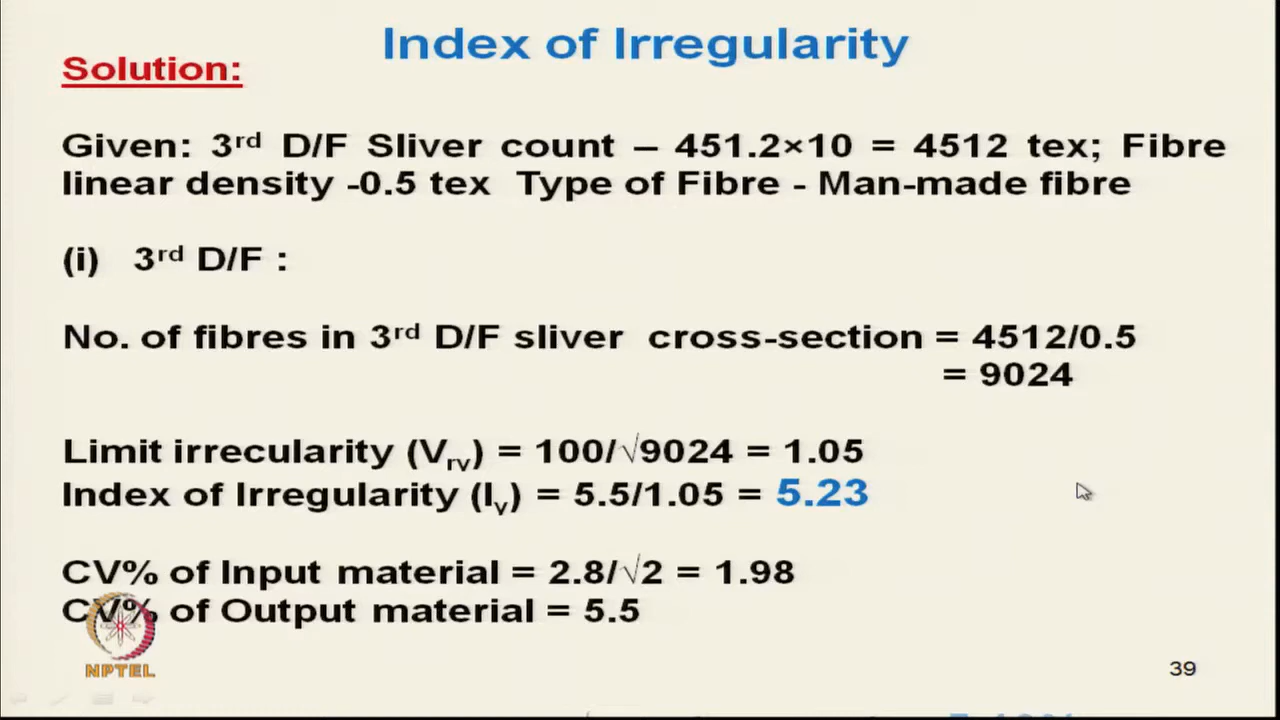 Index of Irregularity
Solution:
Given: 3rd D/F Sliver count – 451.2×10 = 4512 tex; Fibre
linear density -0.5 tex Type of Fibre - Man-made fibre
(i) 3rd D/F :
No. of fibres in 3rd D/F sliver cross-section = 4512/0.5
= 9024
Limit irrecularity (Vrv) = 100/√9024 = 1.05
Index of Irregularity (Iv) = 5.5/1.05 = 5.23
CV% of Input material = 2.8/√2 = 1.98
CV% of Output material = 5.5
NPTEL
39